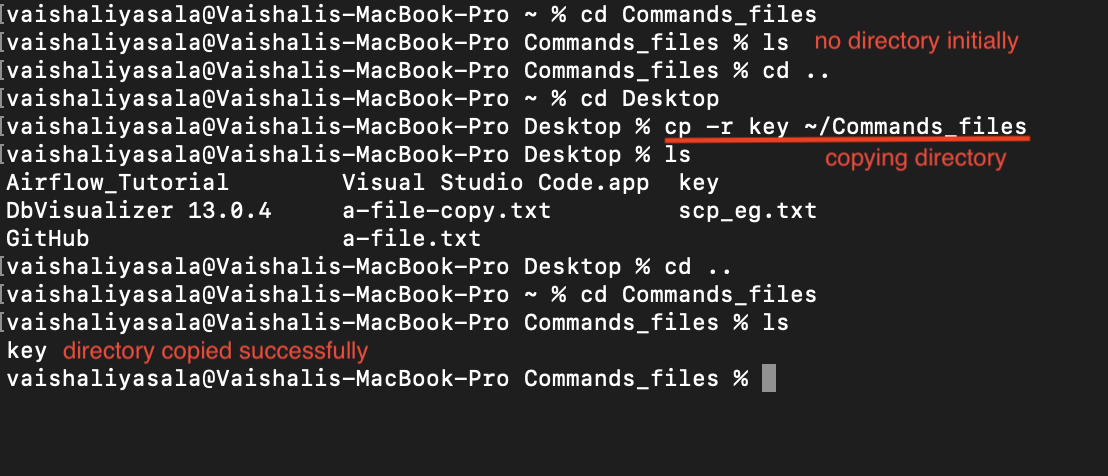 vaishaliyasala@Vaishalis-MacBook-Pro ~ % cd Commands_files
vaishaliyasala@Vaishalis-MacBook-Pro Commands_files % ls no directory initially
vaishaliyasala@Vaishalis-MacBook-Pro Commands_files % cd ..
vaishaliyasala@Vaishalis-MacBook-Pro ~ % cd Desktop
vaishaliyasala@Vaishalis-MacBook-Pro Desktop % cp -r key ~/Commands_files
vaishaliyasala@Vaishalis-MacBook-Pro Desktop % ls copying directory
Airflow_Tutorial Visual Studio Code.app key
DbVisualizer 13.0.4 a-file-copy.txt scp_eg.txt
GitHub a-file.txt
vaishaliyasala@Vaishalis-MacBook-Pro Desktop % cd ..
vaishaliyasala@Vaishalis-MacBook-Pro ~ % cd Commands_files
vaishaliyasala@Vaishalis-MacBook-Pro Commands_files % ls
key directory copied successfully
vaishaliyasala@Vaishalis-MacBook-Pro Commands_files %